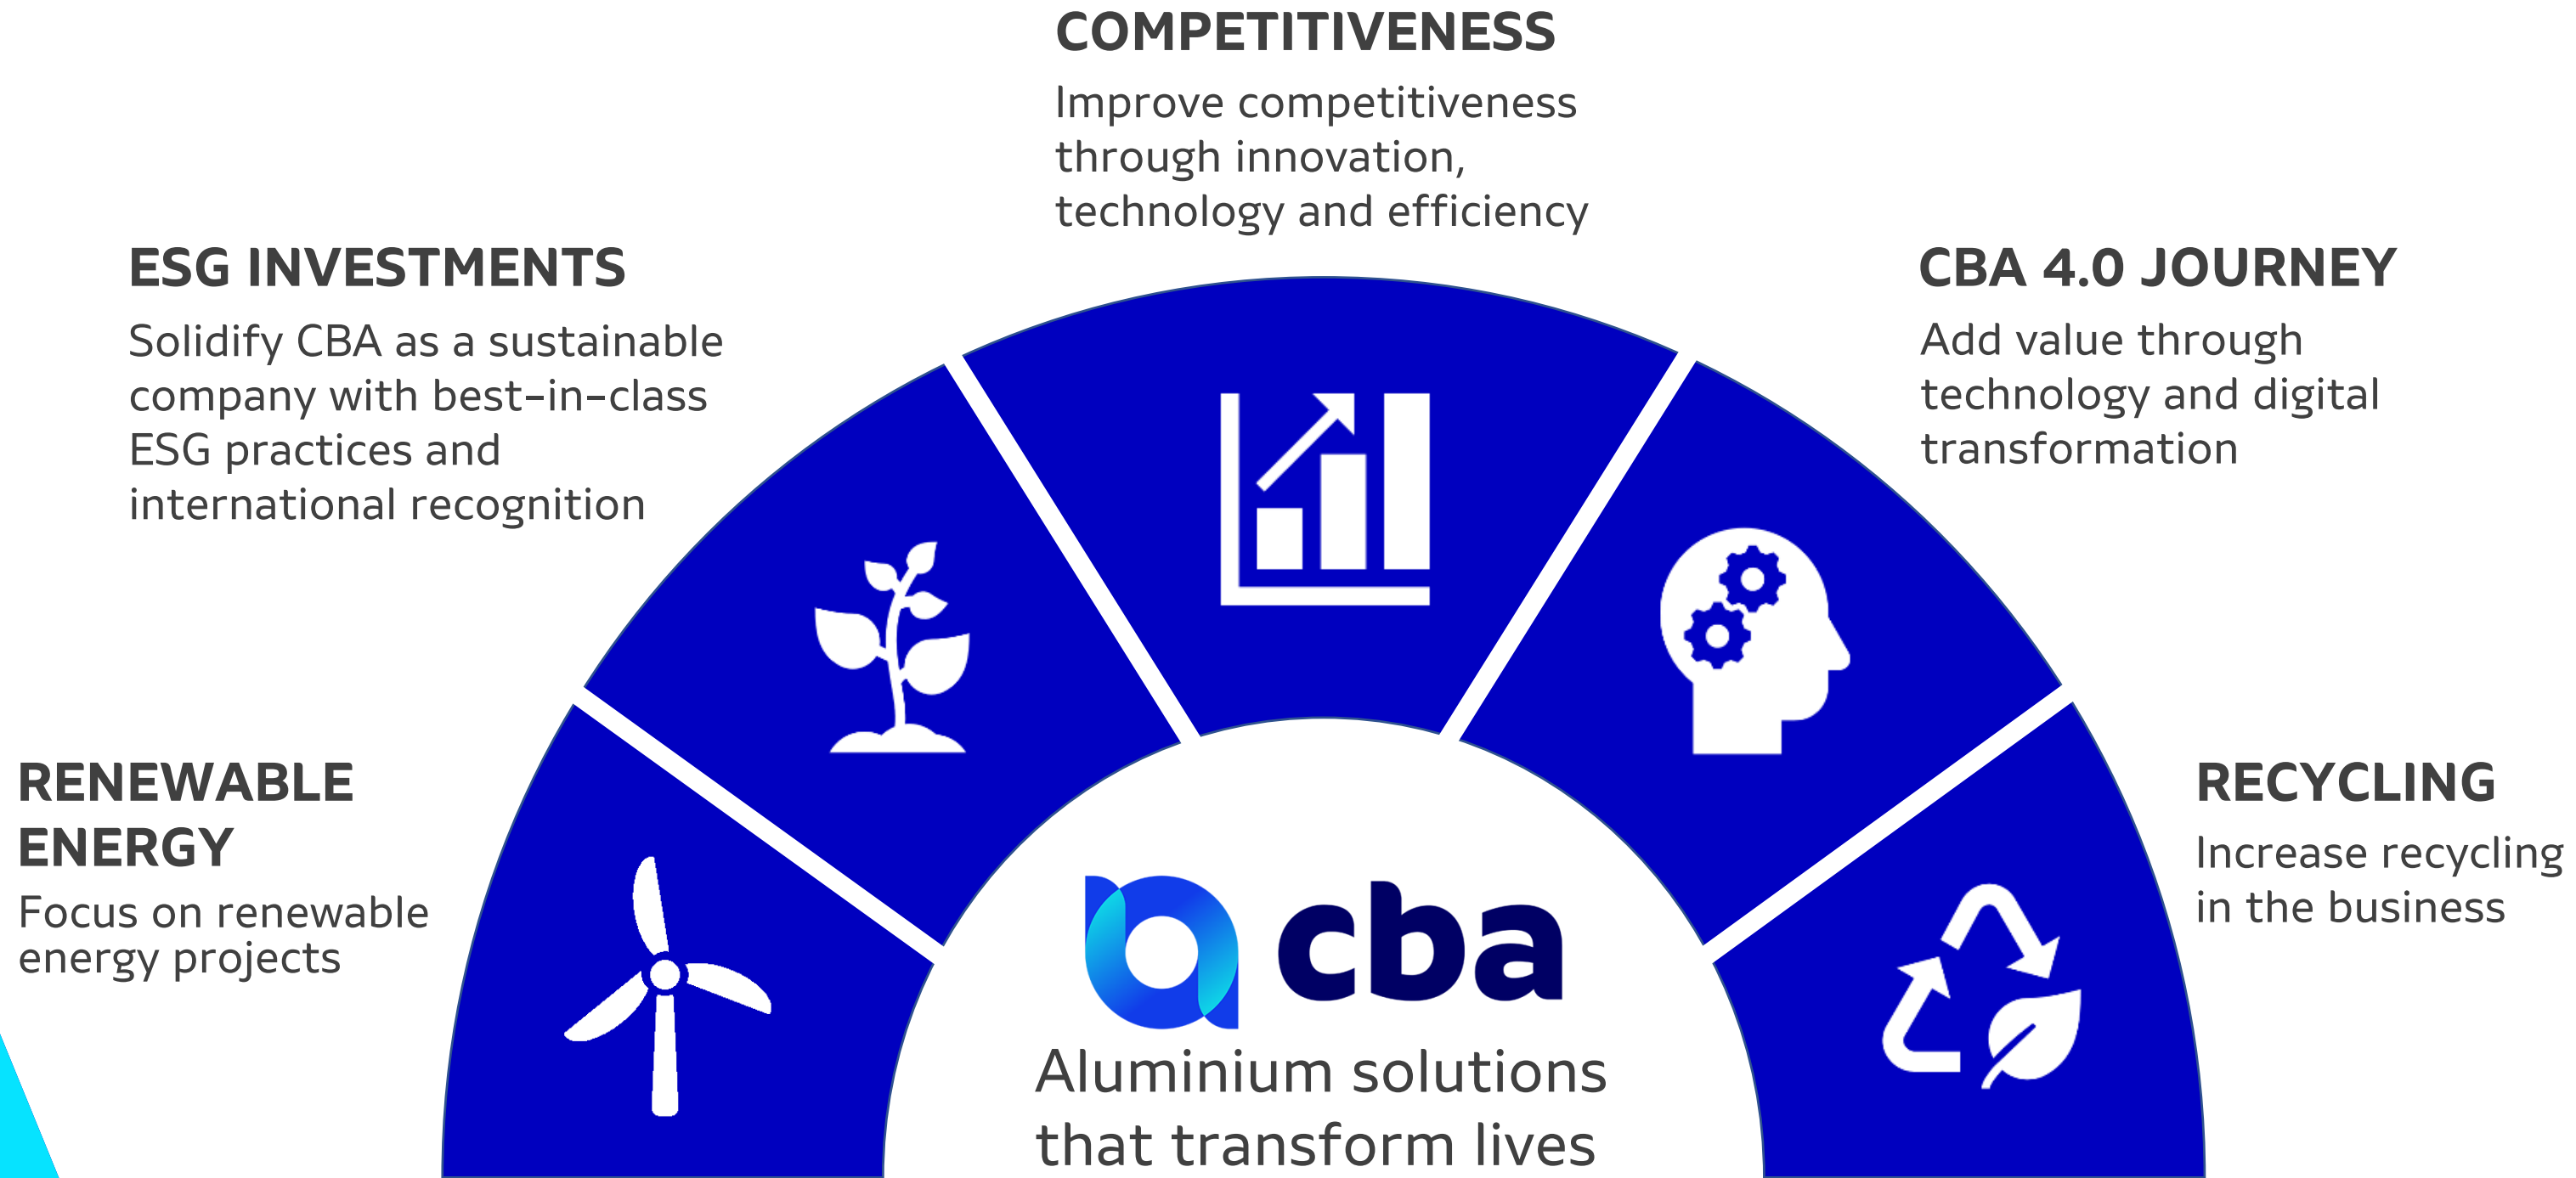 COMPETITIVENESS
Improve competitiveness
through innovation,
technology and efficiency
ESG INVESTMENTS
Solidify CBA as a sustainable
company with best-in-class
ESG practices and
international recognition
CBA 4.0 JOURNEY
Add value through
technology and digital
transformation
RENEWABLE
ENERGY
Focus on renewable
energy projects
RECYCLING
Increase recycling
in the business
cba
Aluminium solutions
that transform lives